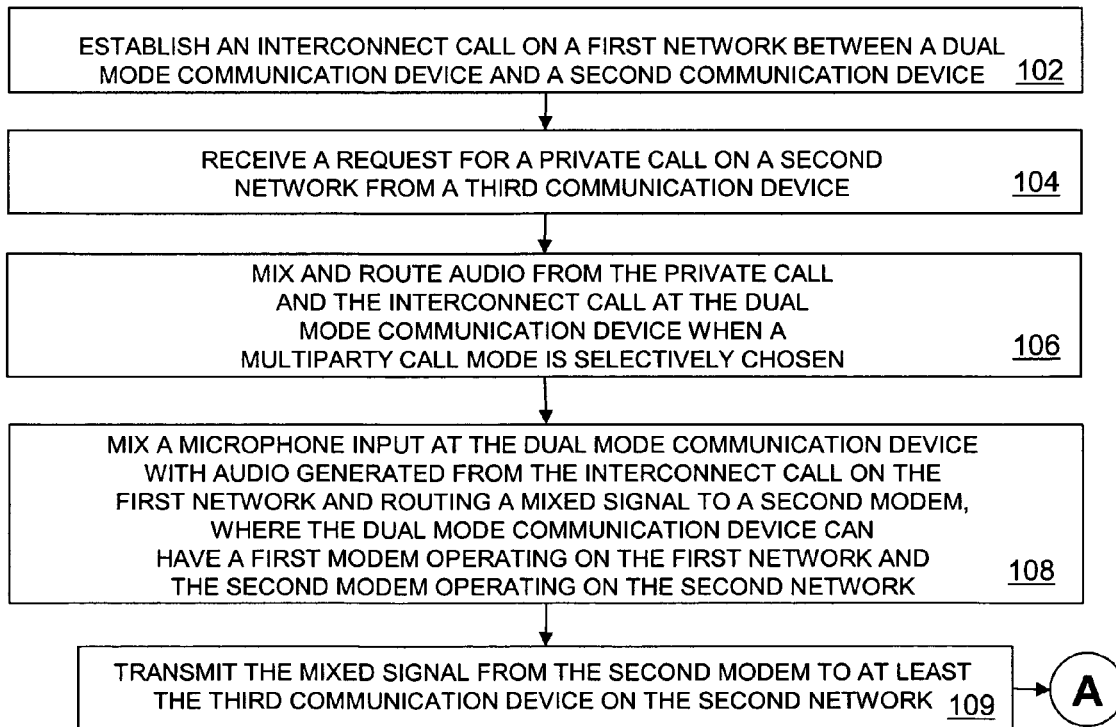 ESTABLISH AN INTERCONNECT CALL ON A FIRST NETWORK BETWEEN A DUAL
MODE COMMUNICATION DEVICE AND A SECOND COMMUNICATION DEVICE 102
RECEIVE A REQUEST FOR A PRIVATE CALL ON A SECOND
NETWORK FROM A THIRD COMMUNICATION DEVICE 104
MIX AND ROUTE AUDIO FROM THE PRIVATE CALL
AND THE INTERCONNECT CALL AT THE DUAL
MODE COMMUNICATION DEVICE WHEN A
MULTIPARTY CALL MODE IS SELECTIVELY CHOSEN 106
MIX A MICROPHONE INPUT AT THE DUAL MODE COMMUNICATION DEVICE
WITH AUDIO GENERATED FROM THE INTERCONNECT CALL ON THE
FIRST NETWORK AND ROUTING A MIXED SIGNAL TO A SECOND MODEM,
WHERE THE DUAL MODE COMMUNICATION DEVICE CAN
HAVE A FIRST MODEM OPERATING ON THE FIRST NETWORK AND
THE SECOND MODEM OPERATING ON THE SECOND NETWORK 108
TRANSMIT THE MIXED SIGNAL FROM THE SECOND MODEM TO AT LEAST
THE THIRD COMMUNICATION DEVICE ON THE SECOND NETWORK 109
A